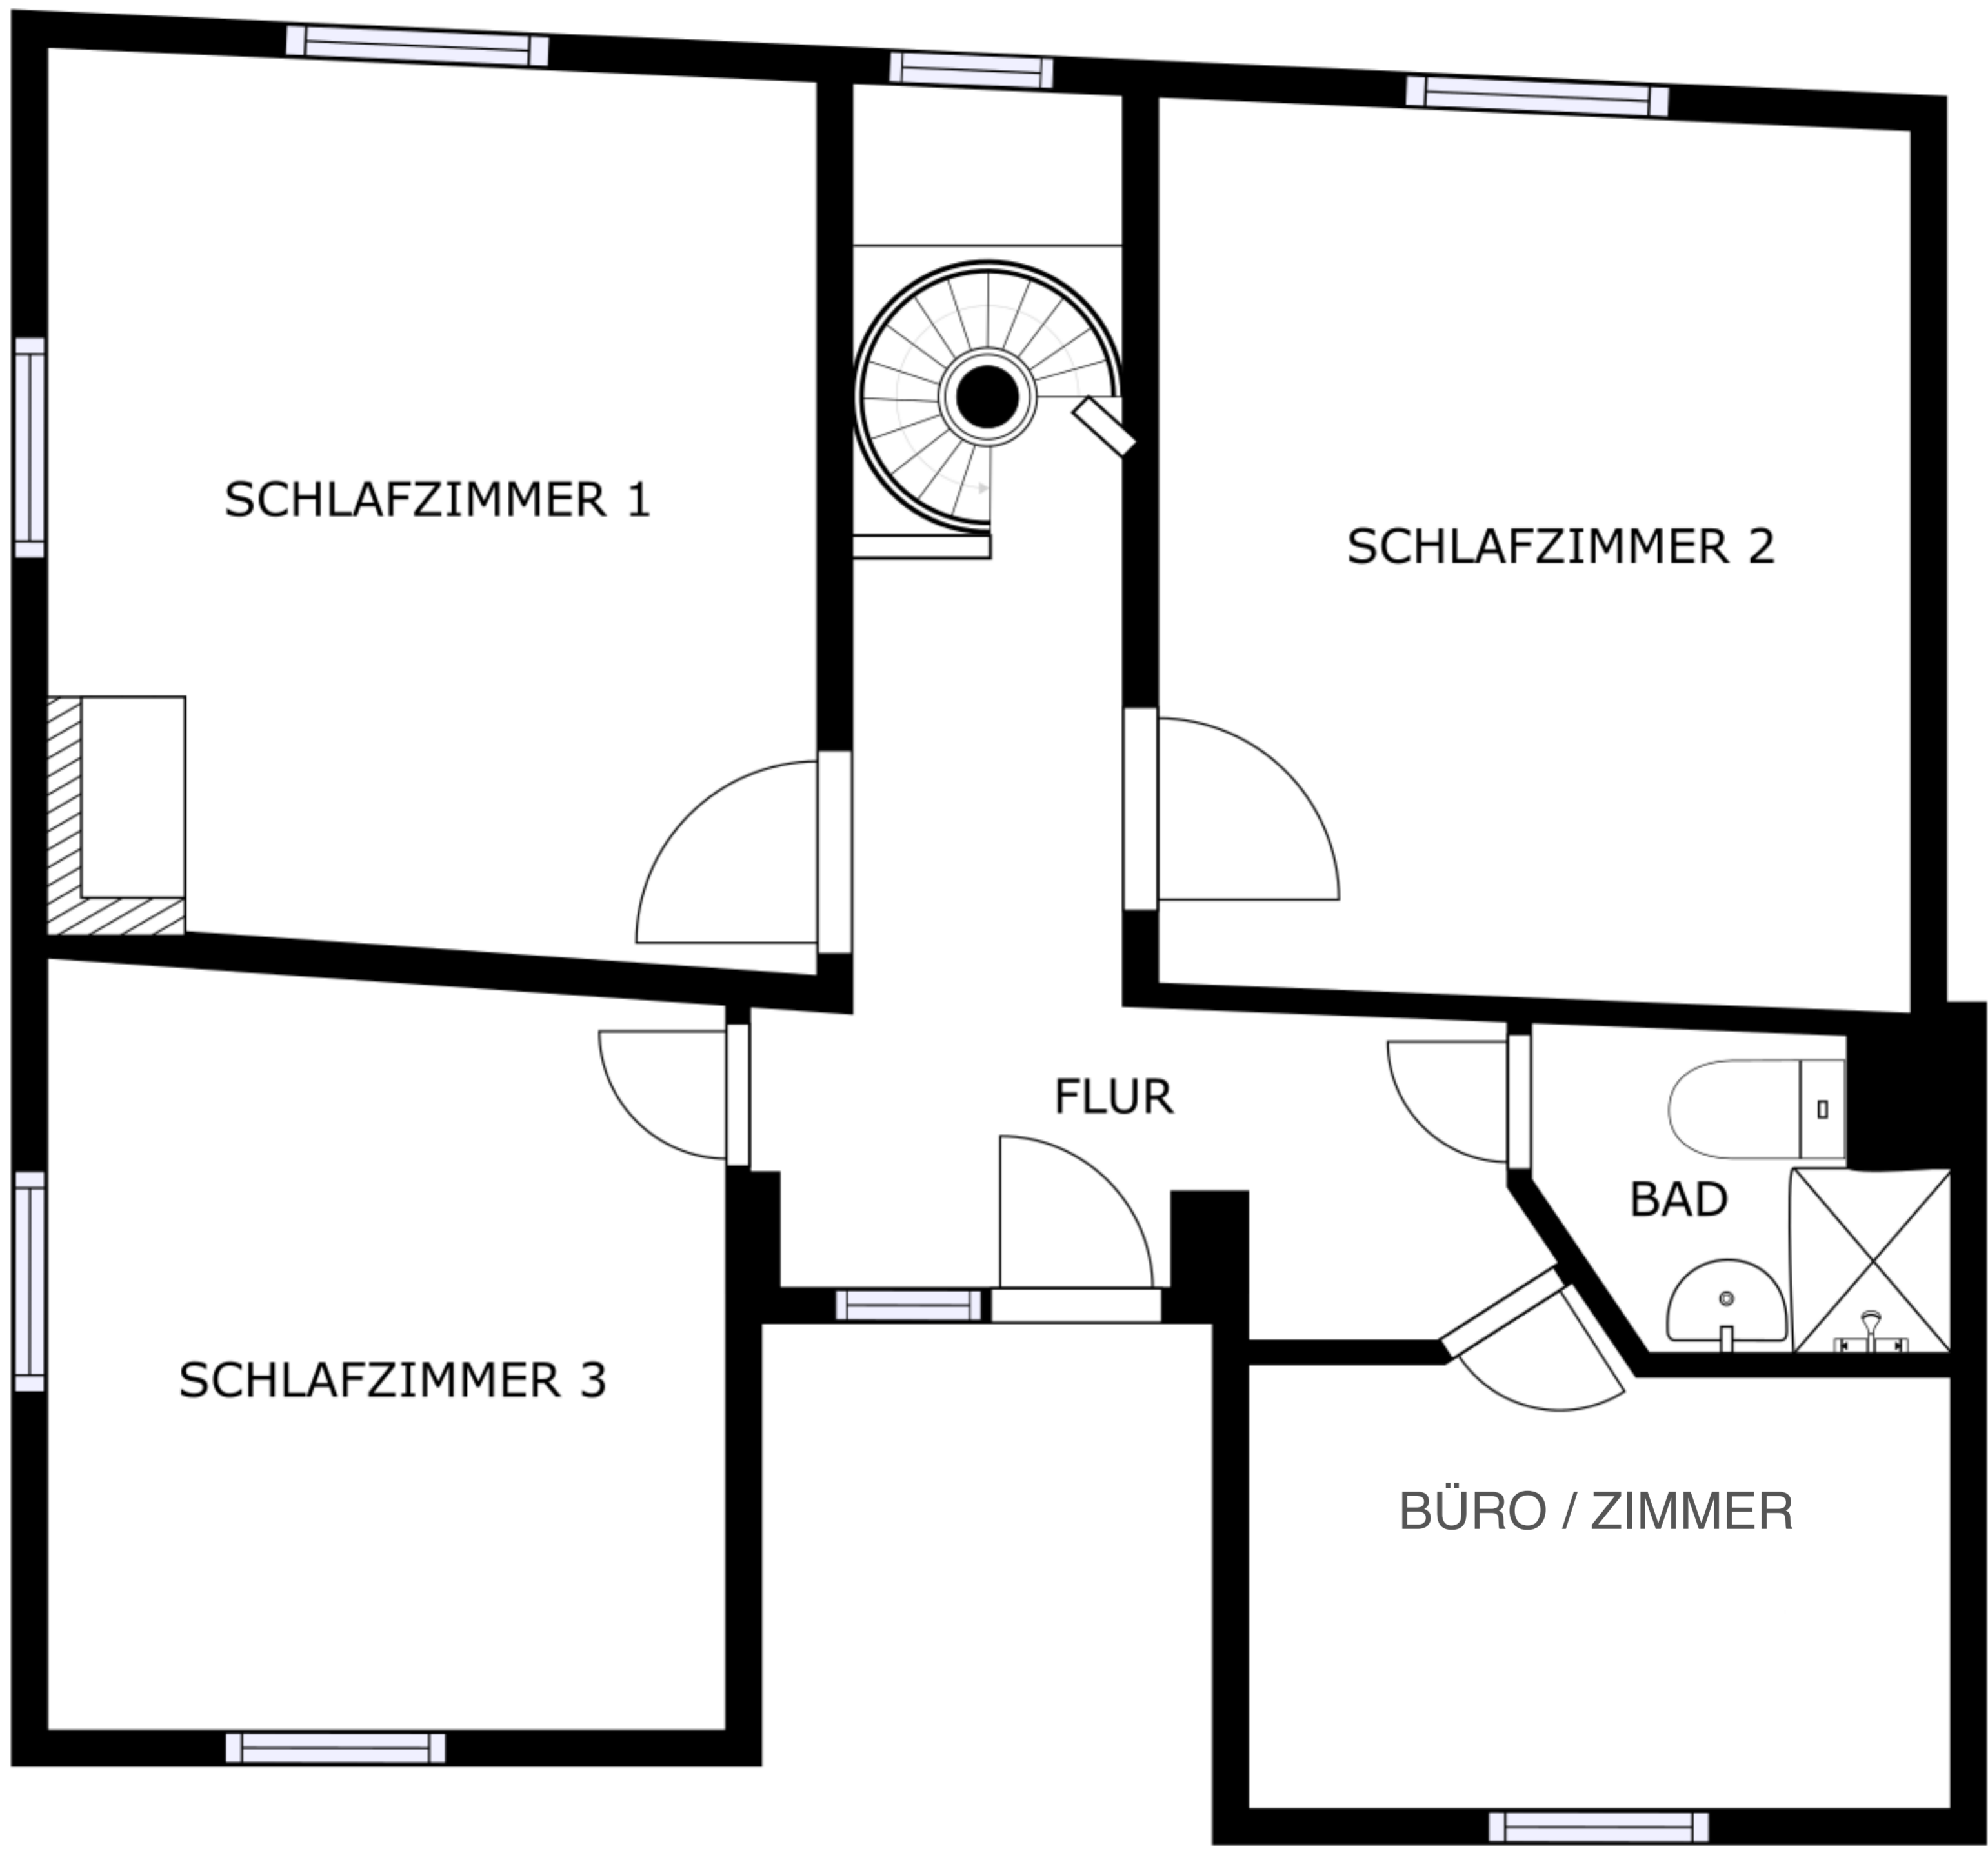 SCHLAFZIMMER 1
SCHLAFZIMMER 2
FLUR
BAD
SCHLAFZIMMER 3
BÜRO / ZIMMER